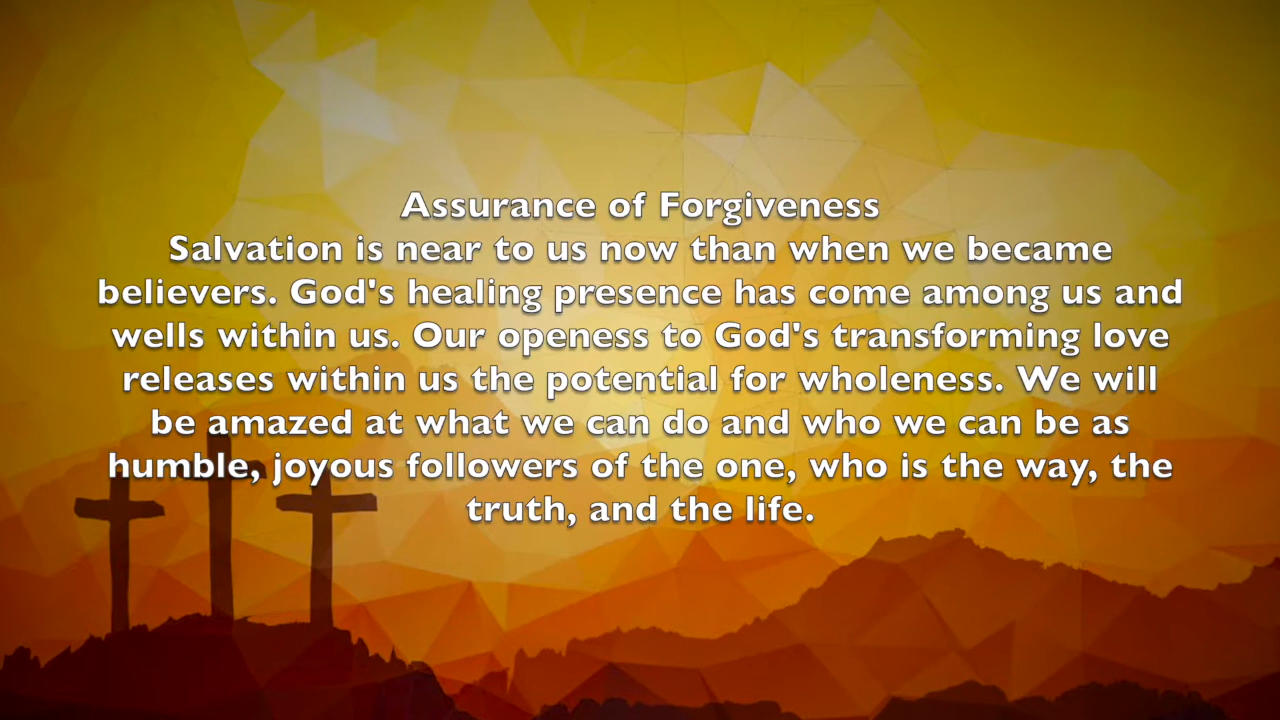 Assurance of Forgiveness
Salvation is near to us now than when we became
believers. God's healing presence has come among us and
wells within us. Our openess to God's transforming love
releases within us the potential for wholeness. We will
be amazed at what we can do and who we can be as
humble, joyous followers of the one, who is the way, the
truth, and the life.